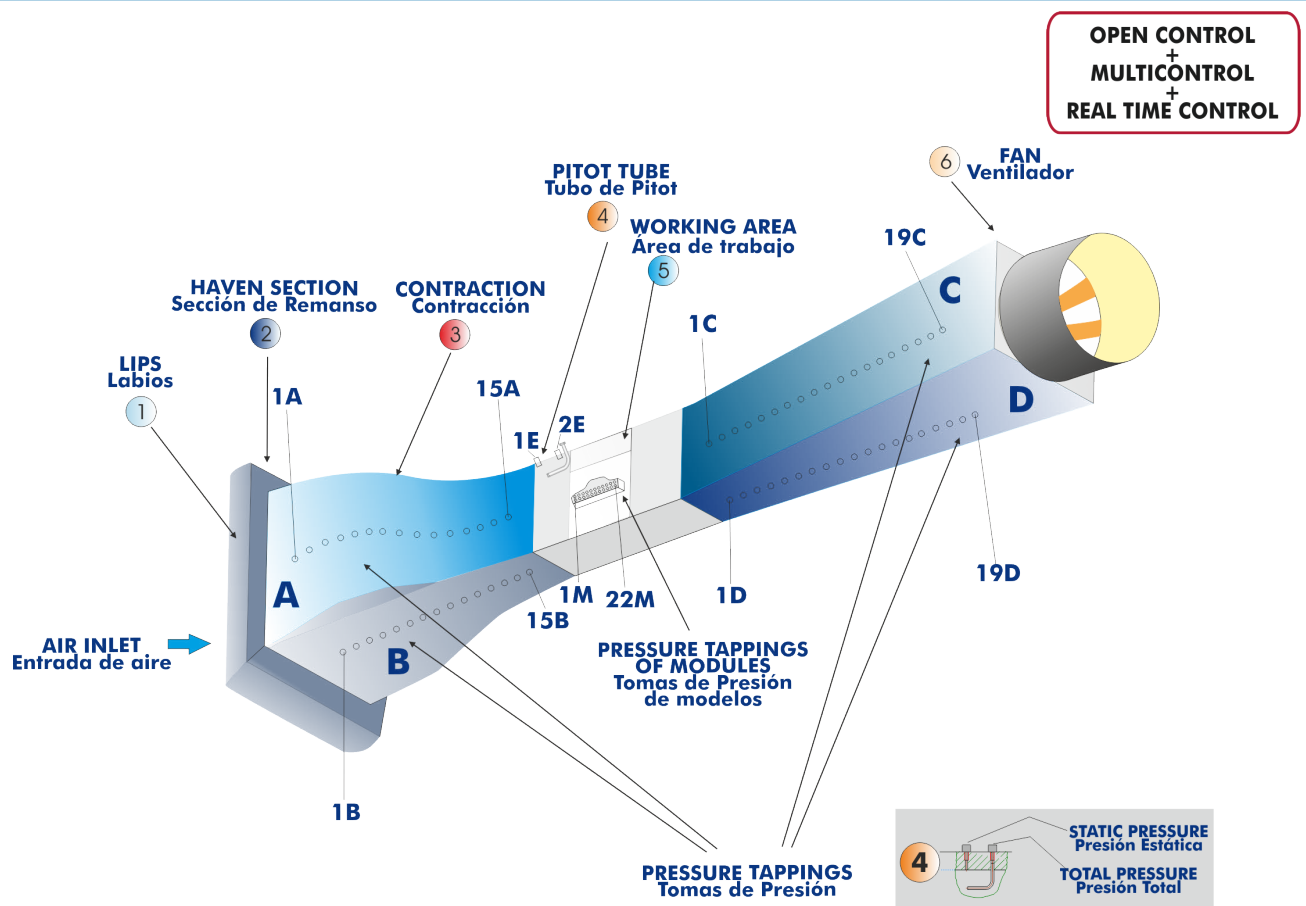 OPEN CONTROL
+
MULTICONTROL
+
REAL TIME CONTROL
6
FAN
Ventilador
PITOT TUBE
Tubo de Pitot
4
WORKING AREA
Área de trabajo
5
19C
C
HAVEN SECTION
Sección de Remanso
2
CONTRACTION
Contracción
3
1C
LIPS
Labios
1
1A
15A
D
1E
2E
A
1M
22M
15B
1D
19D
AIR INLET
Entrada de aire
B
PRESSURE TAPPINGS
OF MODULES
Tomas de Presión
de modelos
1B
PRESSURE TAPPINGS
Tomas de Presión
4
STATIC PRESSURE
Presión Estática
TOTAL PRESSURE
Presión Total